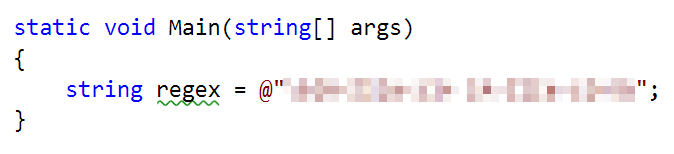 static void Main(string[] args)
{
    string regex = @"";
}